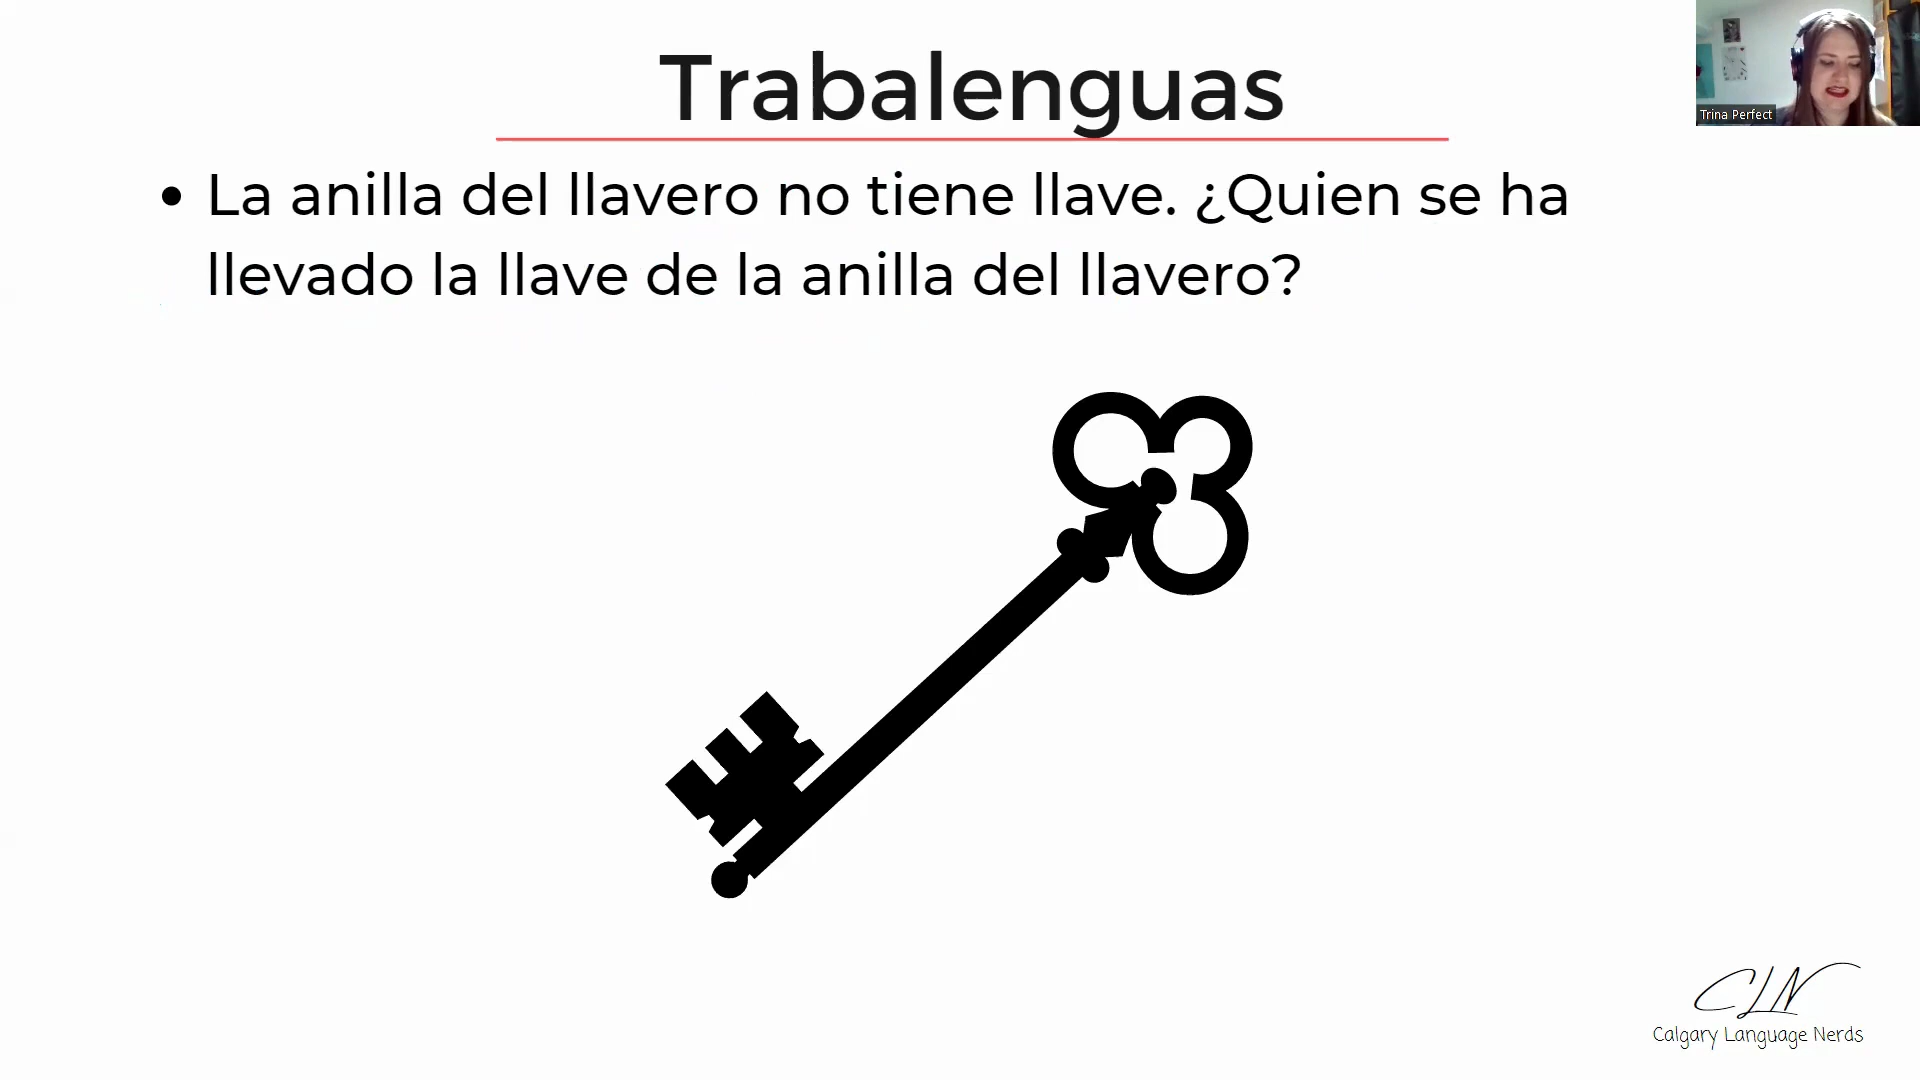 Trabalenguas
Trina Perfect
• La anilla del llavero no tiene llave. ¿Quien se ha
llevado la llave de la anilla del llavero?
CLN
Calgary Language Nerds